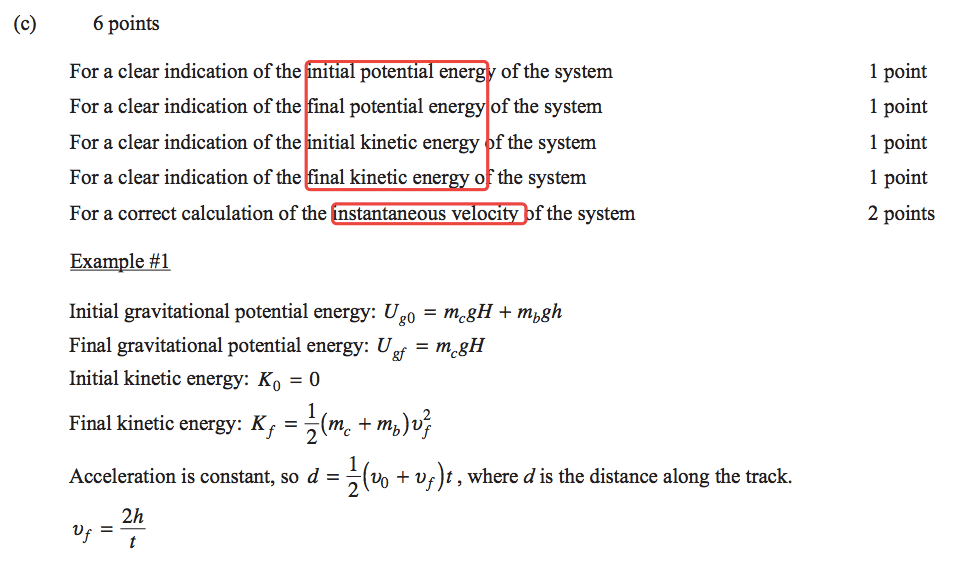 (c) 6 points
For a clear indication of the initial potential energy of the system 1 point
For a clear indication of the final potential energy of the system 1 point
For a clear indication of the initial kinetic energy of the system 1 point
For a clear indication of the final kinetic energy of the system 1 point
For a correct calculation of the instantaneous velocity of the system 2 points
Example #1
Initial gravitational potential energy: U_{g0} = m_c gH + m_b gh
Final gravitational potential energy: U_{gf} = m_c gH
Initial kinetic energy: K_0 = 0
Final kinetic energy: K_f = \frac{1}{2}(m_c + m_b)υ_f^2
Acceleration is constant, so d = \frac{1}{2}(υ_0 + υ_f)t, where d is the distance along the track.
υ_f = \frac{2h}{t}